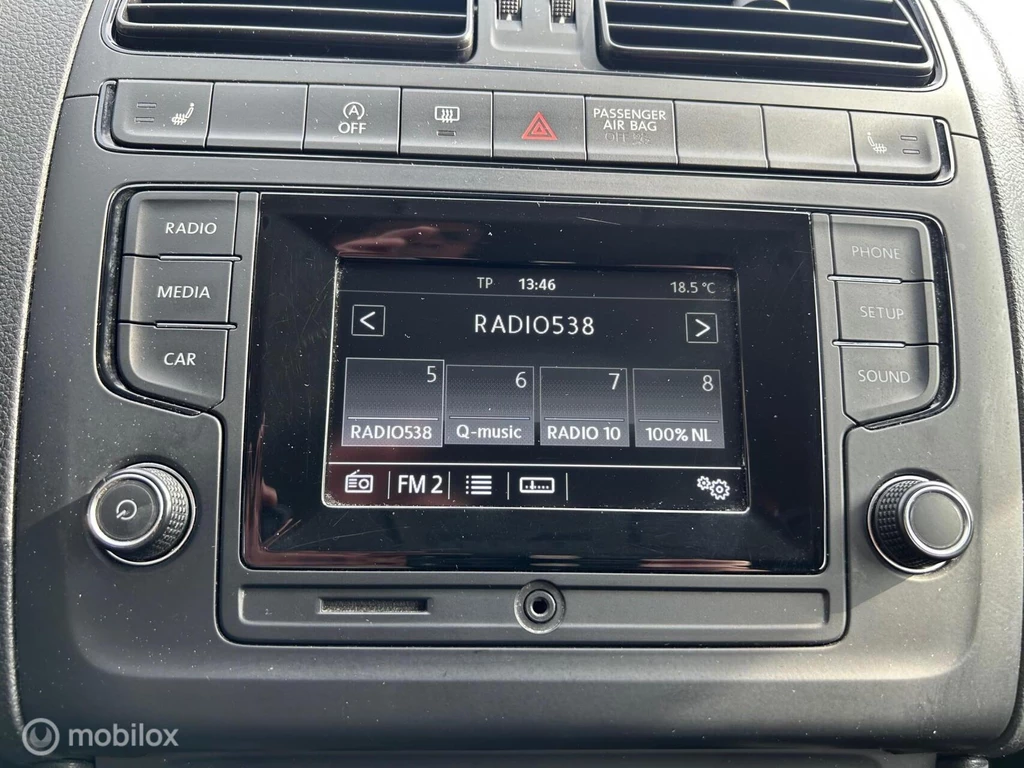 OFF
PASSENGER
AIR BAG
OFF
RADIO
MEDIA
CAR
TP 13:46 18.5 °C
< RADIO538 >
5 6 7 8
RADIO538 Q-music RADIO 10 100% NL
FM 2
PHONE
SETUP
SOUND
mobilox